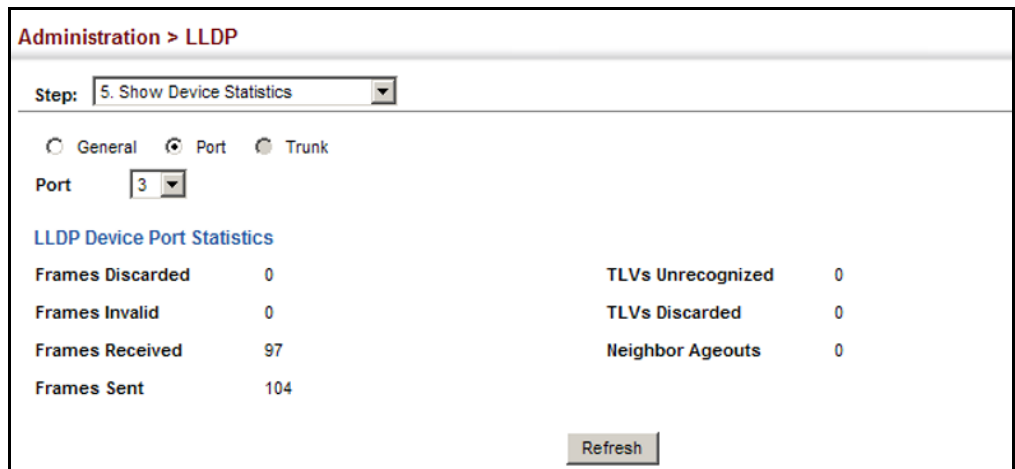 Administration > LLDP
Step: 5. Show Device Statistics
General Port Trunk
Port 3
LLDP Device Port Statistics
Frames Discarded 0 TLVs Unrecognized 0
Frames Invalid 0 TLVs Discarded 0
Frames Received 97 Neighbor Ageouts 0
Frames Sent 104
Refresh